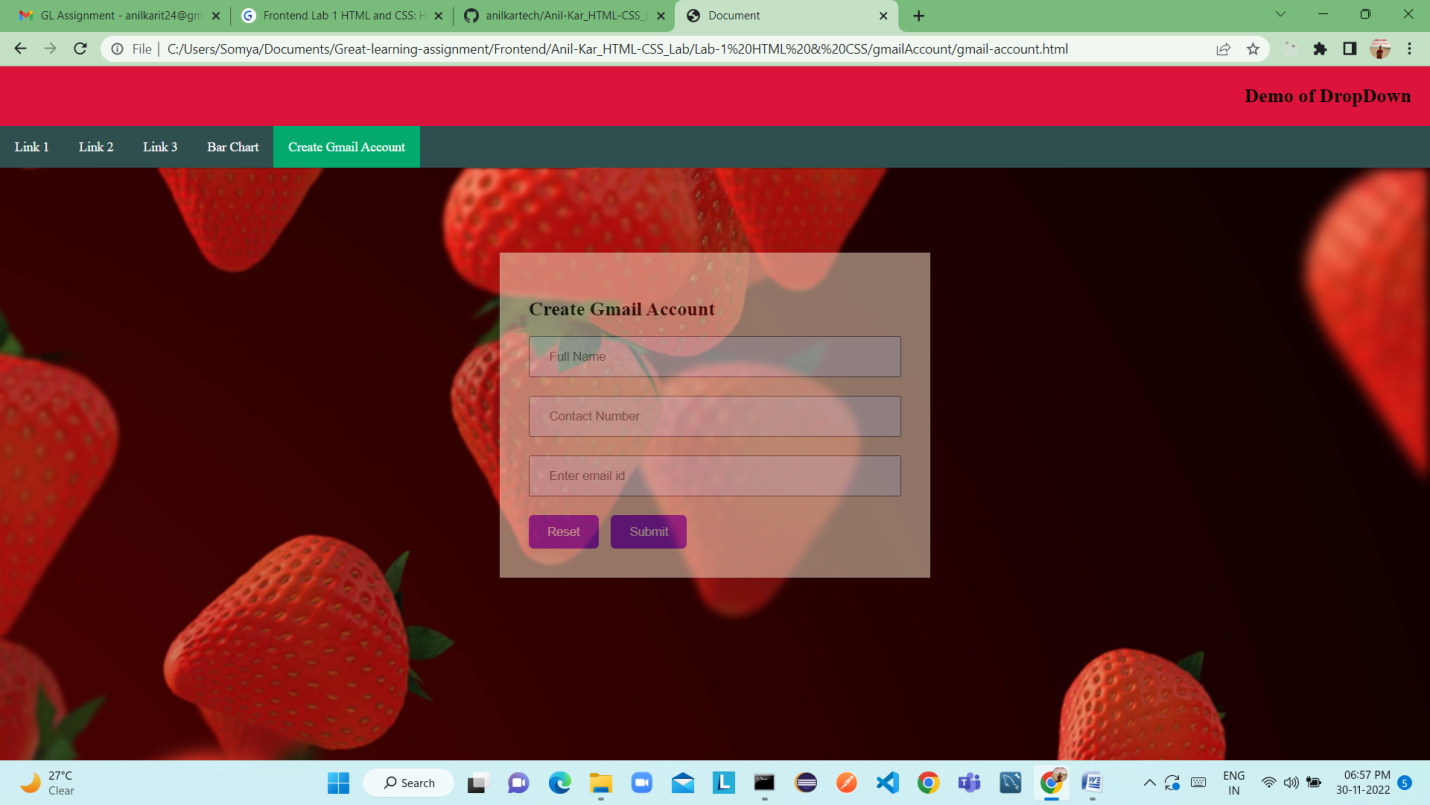 GL Assignment - anilkarit24@gm
Frontend Lab 1 HTML and CSS: H
anilkartech/Anil-Kar_HTML-CSS_
Document
File | C:/Users/Somya/Documents/Great-learning-assignment/Frontend/Anil-Kar_HTML-CSS_Lab/Lab-1%20HTML%20&%20CSS/gmailAccount/gmail-account.html
Demo of DropDown
Link 1 Link 2 Link 3 Bar Chart Create Gmail Account
Create Gmail Account
Full Name
Contact Number
Enter email id
Reset Submit
27°C
Clear
Search
ENG
IN
06:57 PM
30-11-2022
5